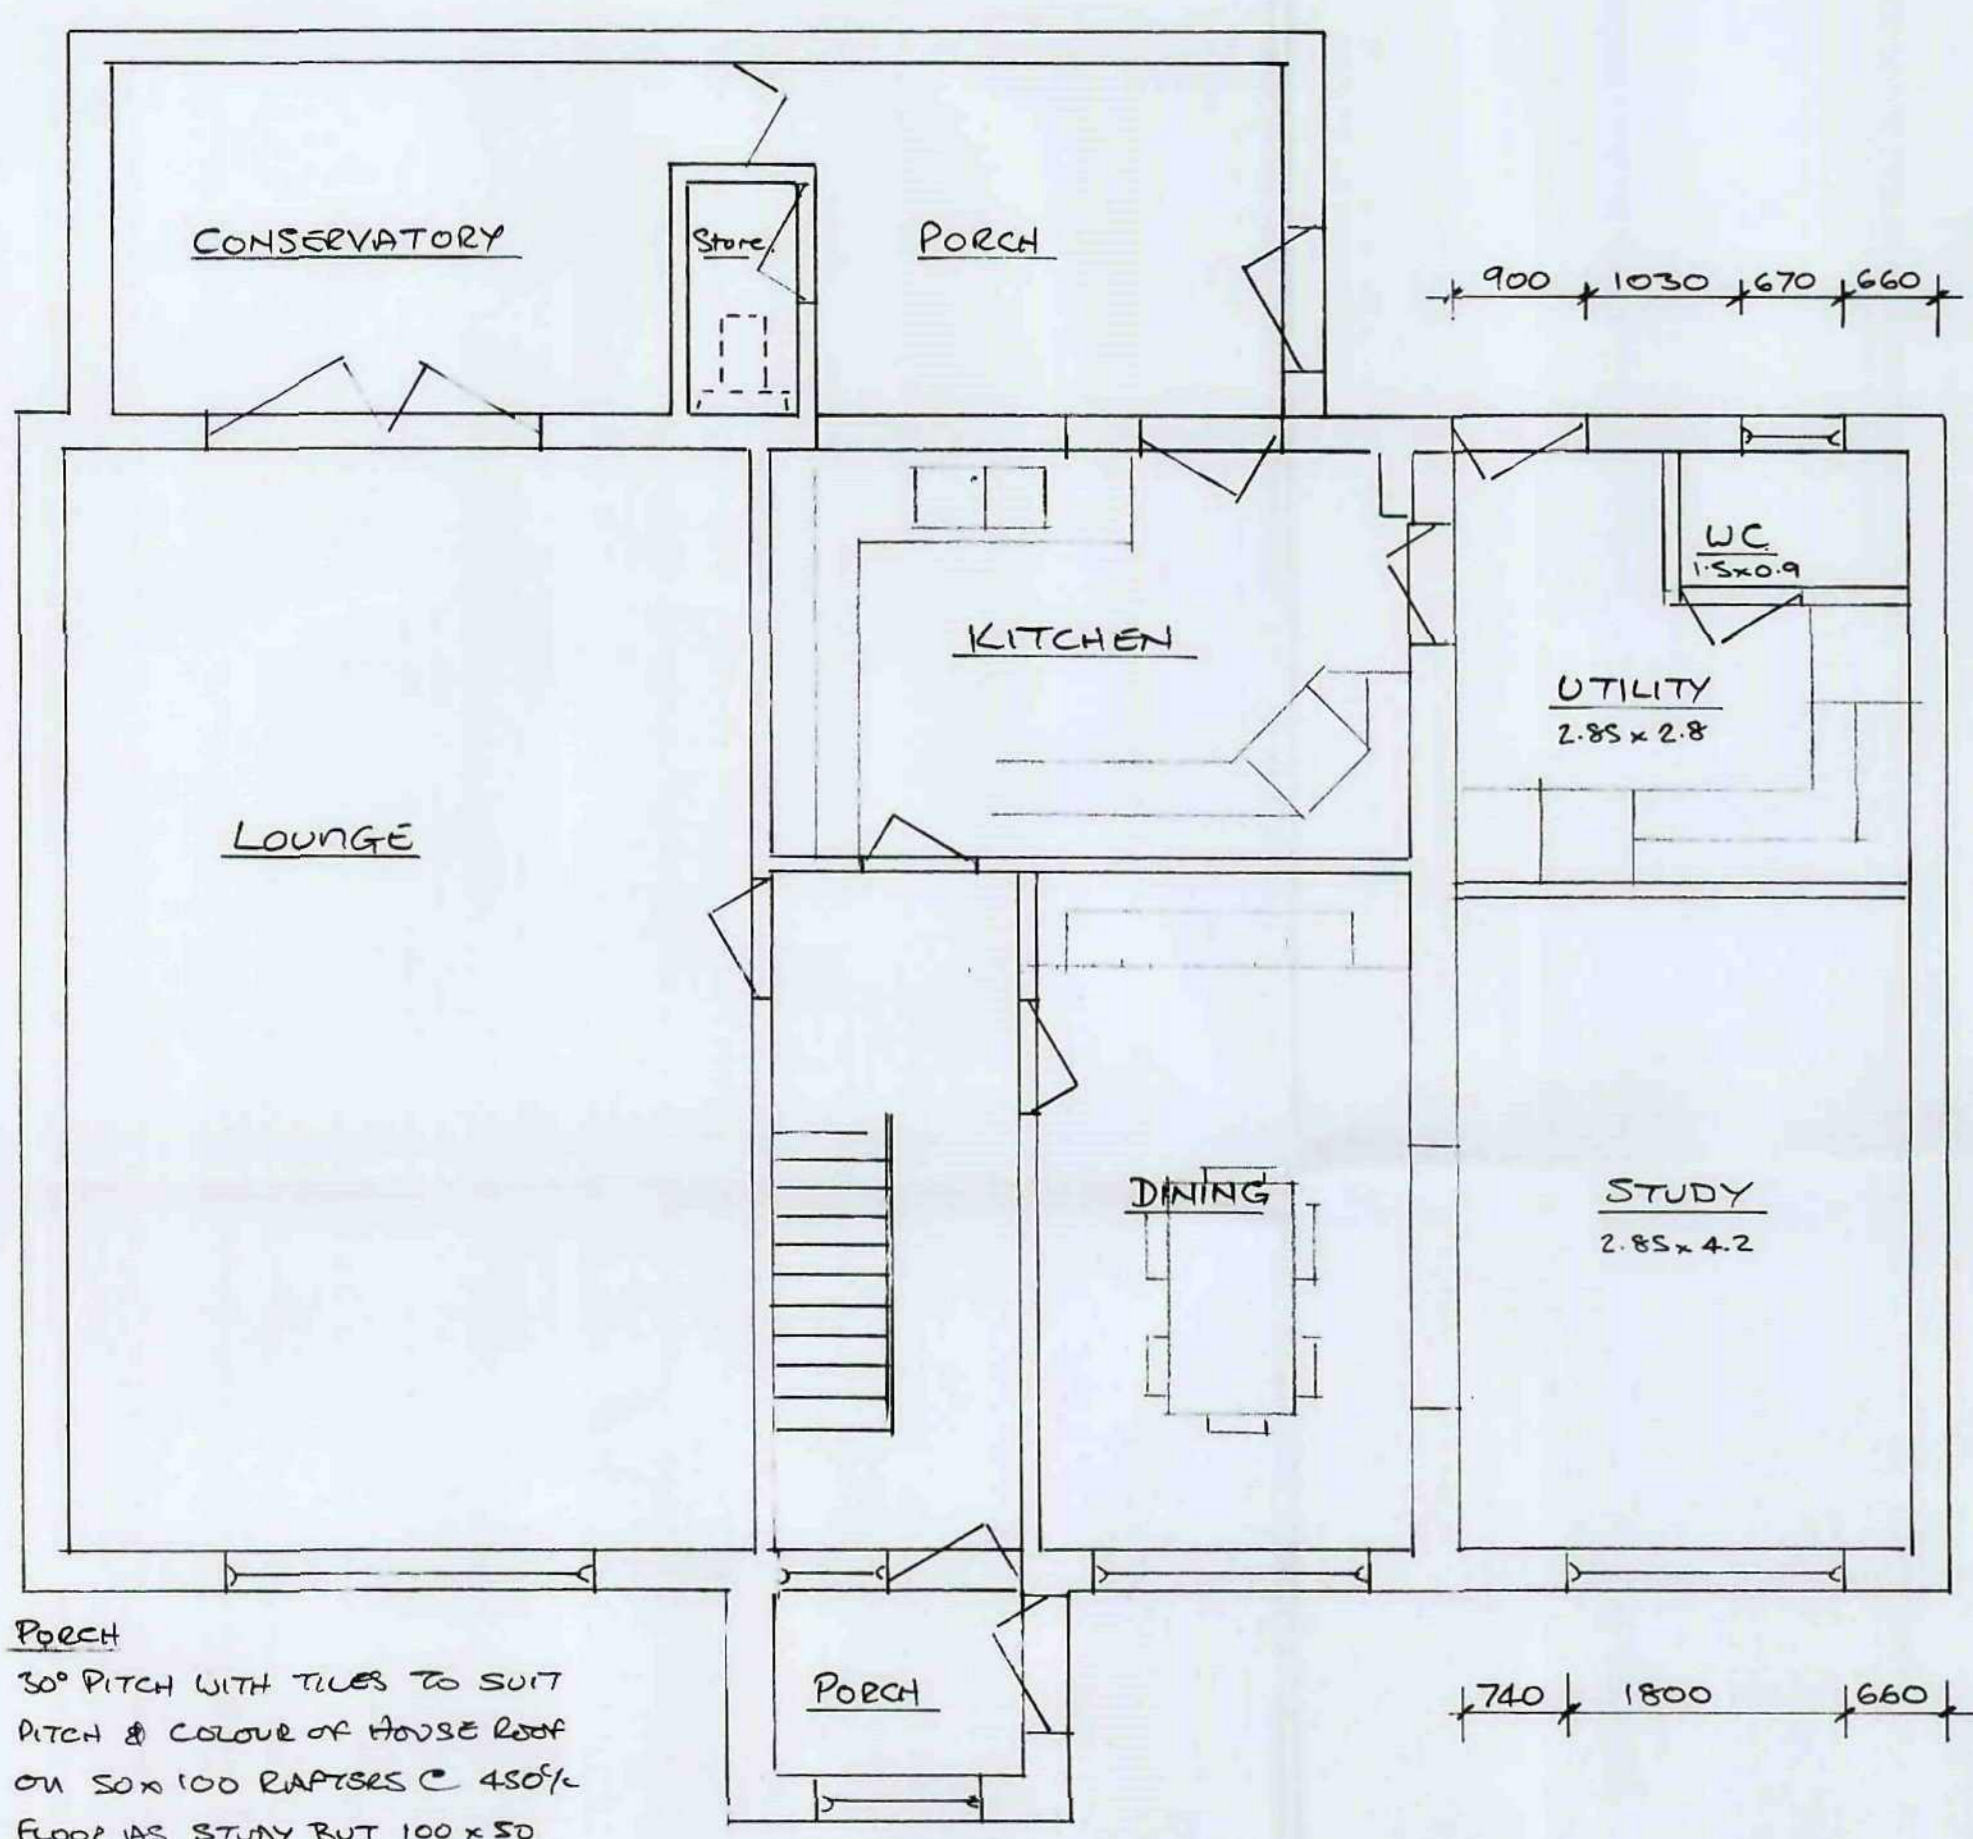 CONSERVATORY
Store
PORCH
900 1030 670 660
WC
1.5x0.9
KITCHEN
UTILITY
2.85 x 2.8
LOUNGE
DINING
STUDY
2.85 x 4.2
PORCH
740 1800 660
PORCH
30° PITCH WITH TILES TO SUIT
PITCH & COLOUR OF HOUSE ROOF
ON 50x100 RAFTERS @ 450 c/c
FLOOR AS STUDY BUT 100 x 50